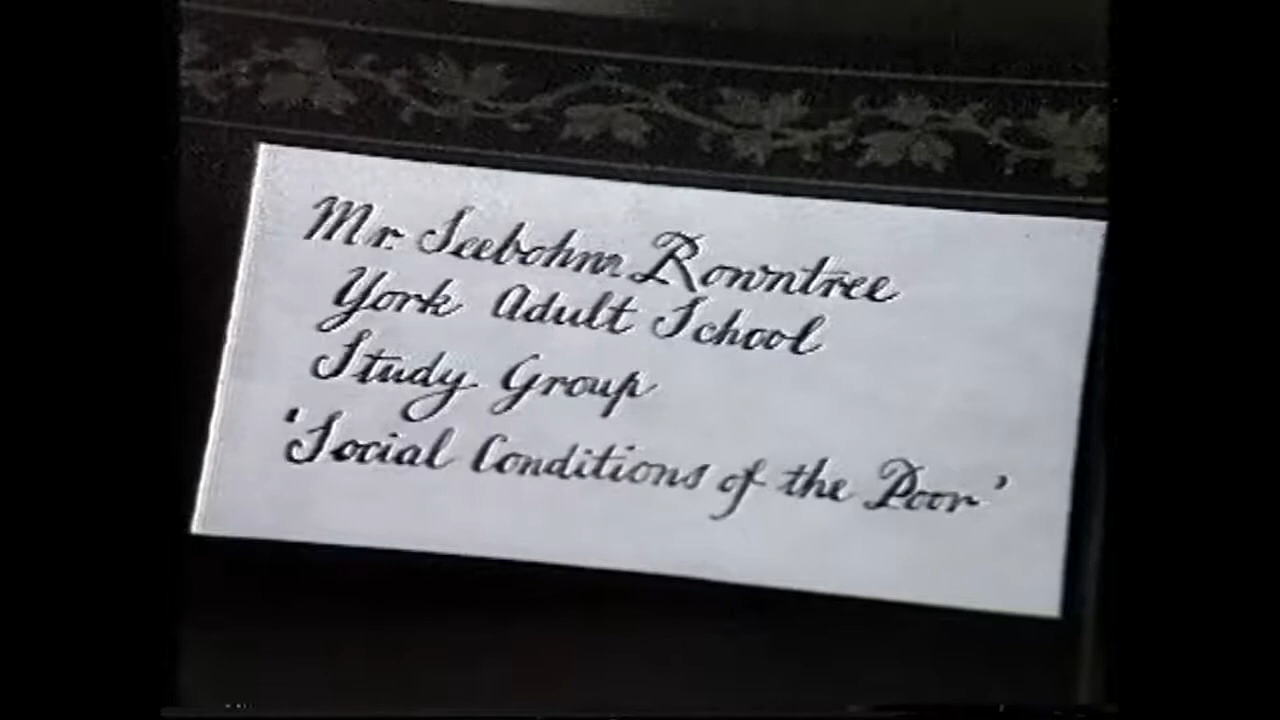 Mr Seebohm Rowntree
York Adult School
Study Group
'Social Conditions of the Poor'